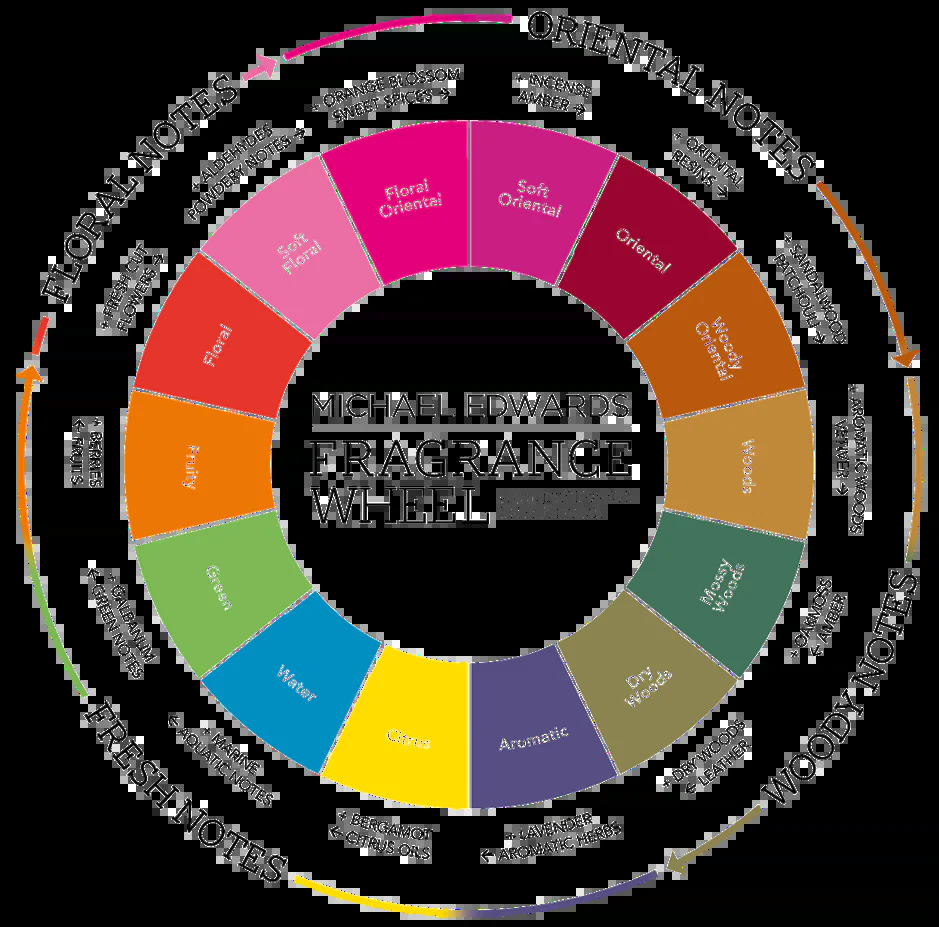 MICHAEL EDWARDS
FRAGRANCE
WHEEL
ORIENTAL NOTES
WOODY NOTES
FRESH NOTES
FLORAL NOTES
Floral
Oriental
+ ORANGE BLOSSOM
SWEET SPICES →
Soft
Oriental
+ INCENSE
AMBER →
Oriental
+ ORIENTAL
RESINS →
Woody
Oriental
+ SANDALWOOD
PATCHOULI →
Woods
+ AROMATIC WOODS
VETIVER →
Mossy
Woods
+ OAKMOSS
← AMBER
Dry
Woods
+ DRY WOODS
← LEATHER
Aromatic
+ LAVENDER
← AROMATIC HERBS
Citrus
+ BERGAMOT
← CITRUS OILS
Water
+ MARINE
← AQUATIC NOTES
Green
+ GALBANUM
← GREEN NOTES
Fruity
+ BERRIES
← FRUITS
Floral
+ FRESH CUT
FLOWERS →
Soft
Floral
+ ALDEHYDES
POWDERY NOTES →